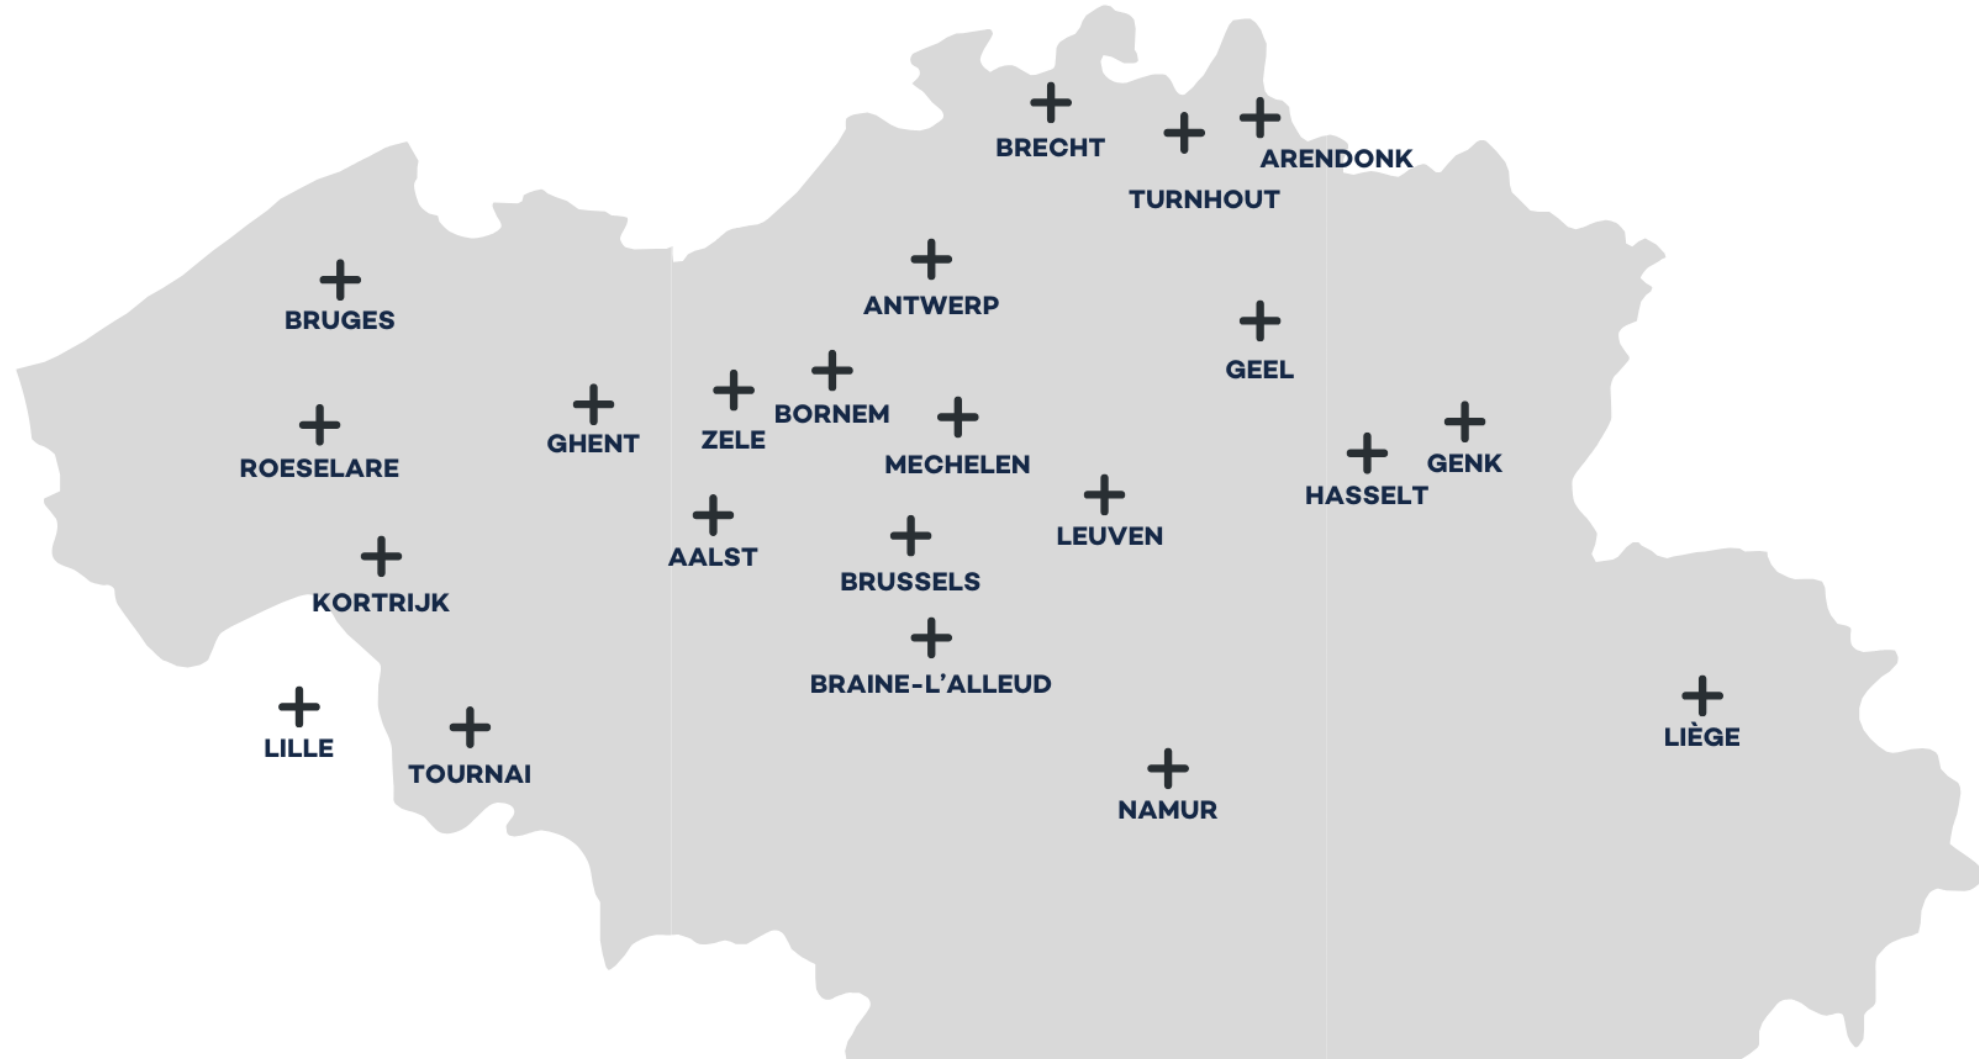 BRECHT
ARENDONK
TURNHOUT
ANTWERP
BRUGES
GEEL
BORNEM
ZELE
GHENT
MECHELEN
GENK
ROESELARE
HASSELT
LEUVEN
AALST
BRUSSELS
KORTRIJK
BRAINE-L’ALLEUD
LIÈGE
LILLE
TOURNAI
NAMUR